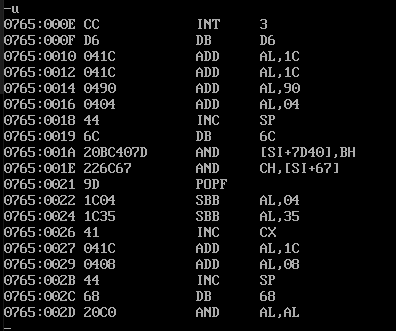 -u
0765:000E CC INT 3
0765:000F D6 DB D6
0765:0010 041C ADD AL,1C
0765:0012 041C ADD AL,1C
0765:0014 0490 ADD AL,90
0765:0016 0404 ADD AL,04
0765:0018 44 INC SP
0765:0019 6C DB 6C
0765:001A 20BC407D AND [SI+7D40],BH
0765:001E 226C67 AND CH,[SI+67]
0765:0021 9D POPF
0765:0022 1C04 SBB AL,04
0765:0024 1C35 SBB AL,35
0765:0026 41 INC CX
0765:0027 041C ADD AL,1C
0765:0029 0408 ADD AL,08
0765:002B 44 INC SP
0765:002C 68 DB 68
0765:002D 20C0 AND AL,AL
-